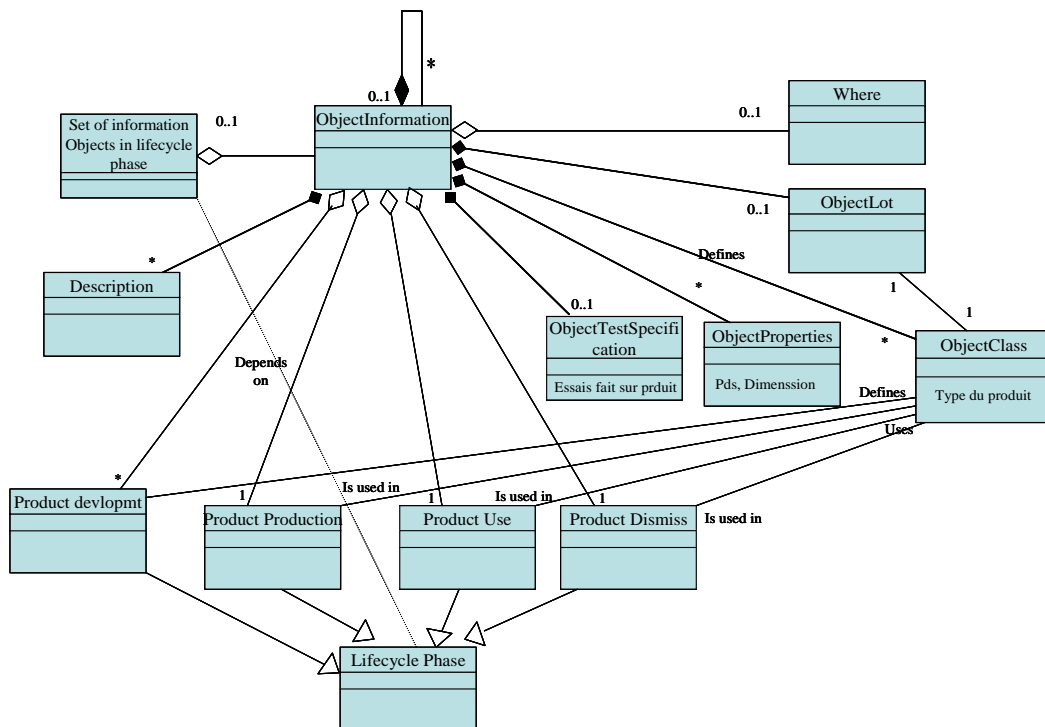 *
0..1
ObjectInformation
Set of information
Objects in lifecycle
phase
0..1
0..1
Where
ObjectLot
0..1
Defines
1
1
*
Description
*
0..1
ObjectTestSpecifi
cation
Essais fait sur prduit
ObjectProperties
Pds, Dimenssion
*
ObjectClass
Type du produit
Depends
on
Defines
Uses
*
Product devlopmt
1
Is used in
Product Production
1
Is used in
Product Use
1
Product Dismiss
Is used in
Lifecycle Phase